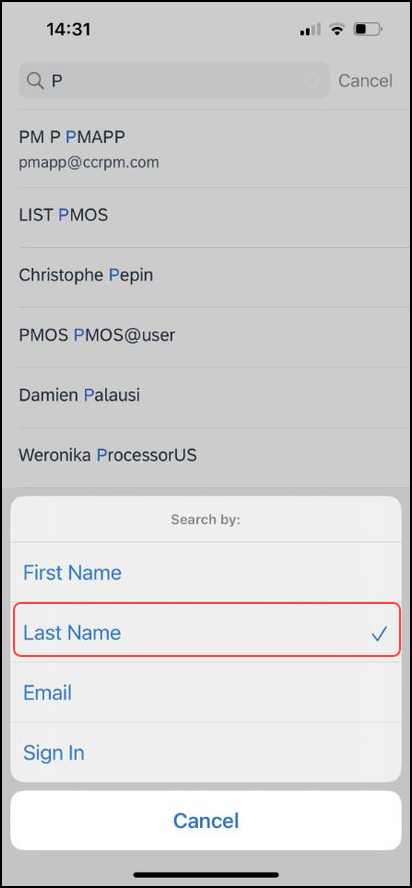 14:31
P
Cancel
PM P PMAPP
pmapp@ccrpm.com
LIST PMOS
Christophe Pepin
PMOS PMOS@user
Damien Palausi
Weronika ProcessorUS
Search by:
First Name
Last Name
Email
Sign In
Cancel